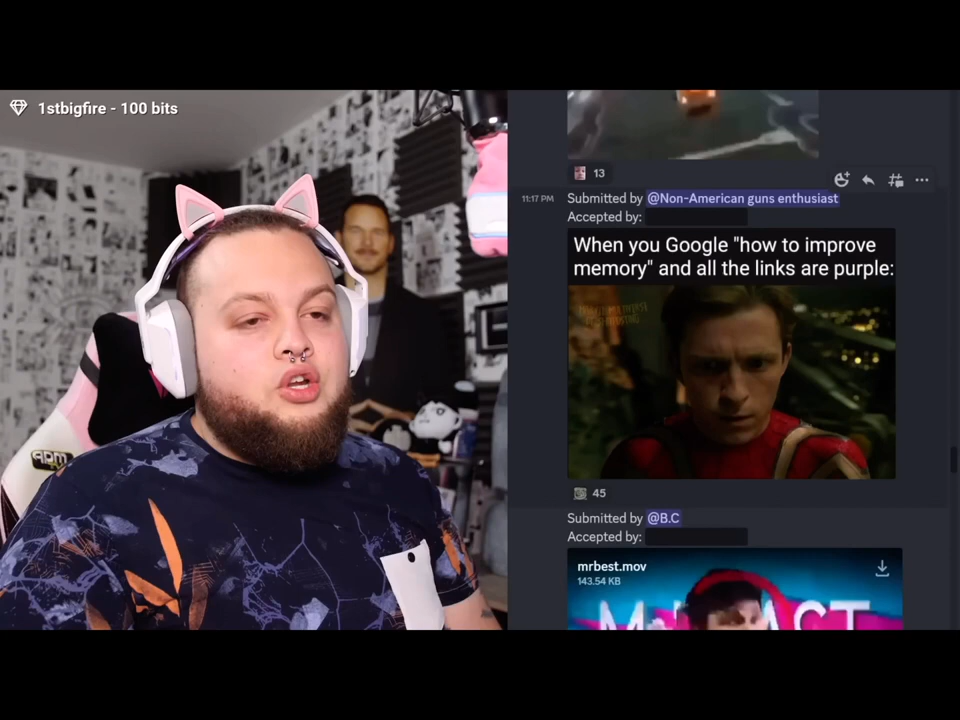 1stbigfire - 100 bits
13
11:17 PM
Submitted by @Non-American guns enthusiast
Accepted by:
When you Google "how to improve
memory" and all the links are purple:
45
Submitted by @B.C
Accepted by:
mrbest.mov
143.54 KB